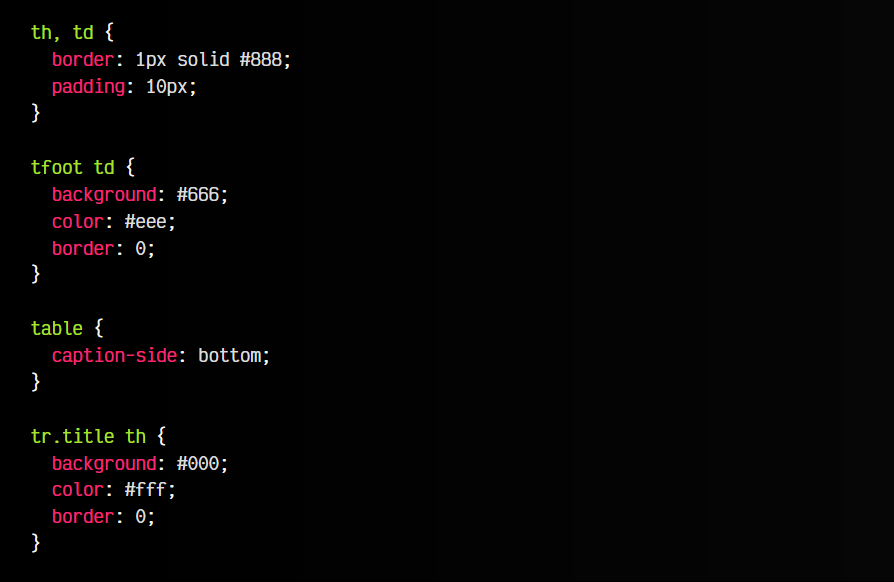 th, td {
  border: 1px solid #888;
  padding: 10px;
}

tfoot td {
  background: #666;
  color: #eee;
  border: 0;
}

table {
  caption-side: bottom;
}

tr.title th {
  background: #000;
  color: #fff;
  border: 0;
}